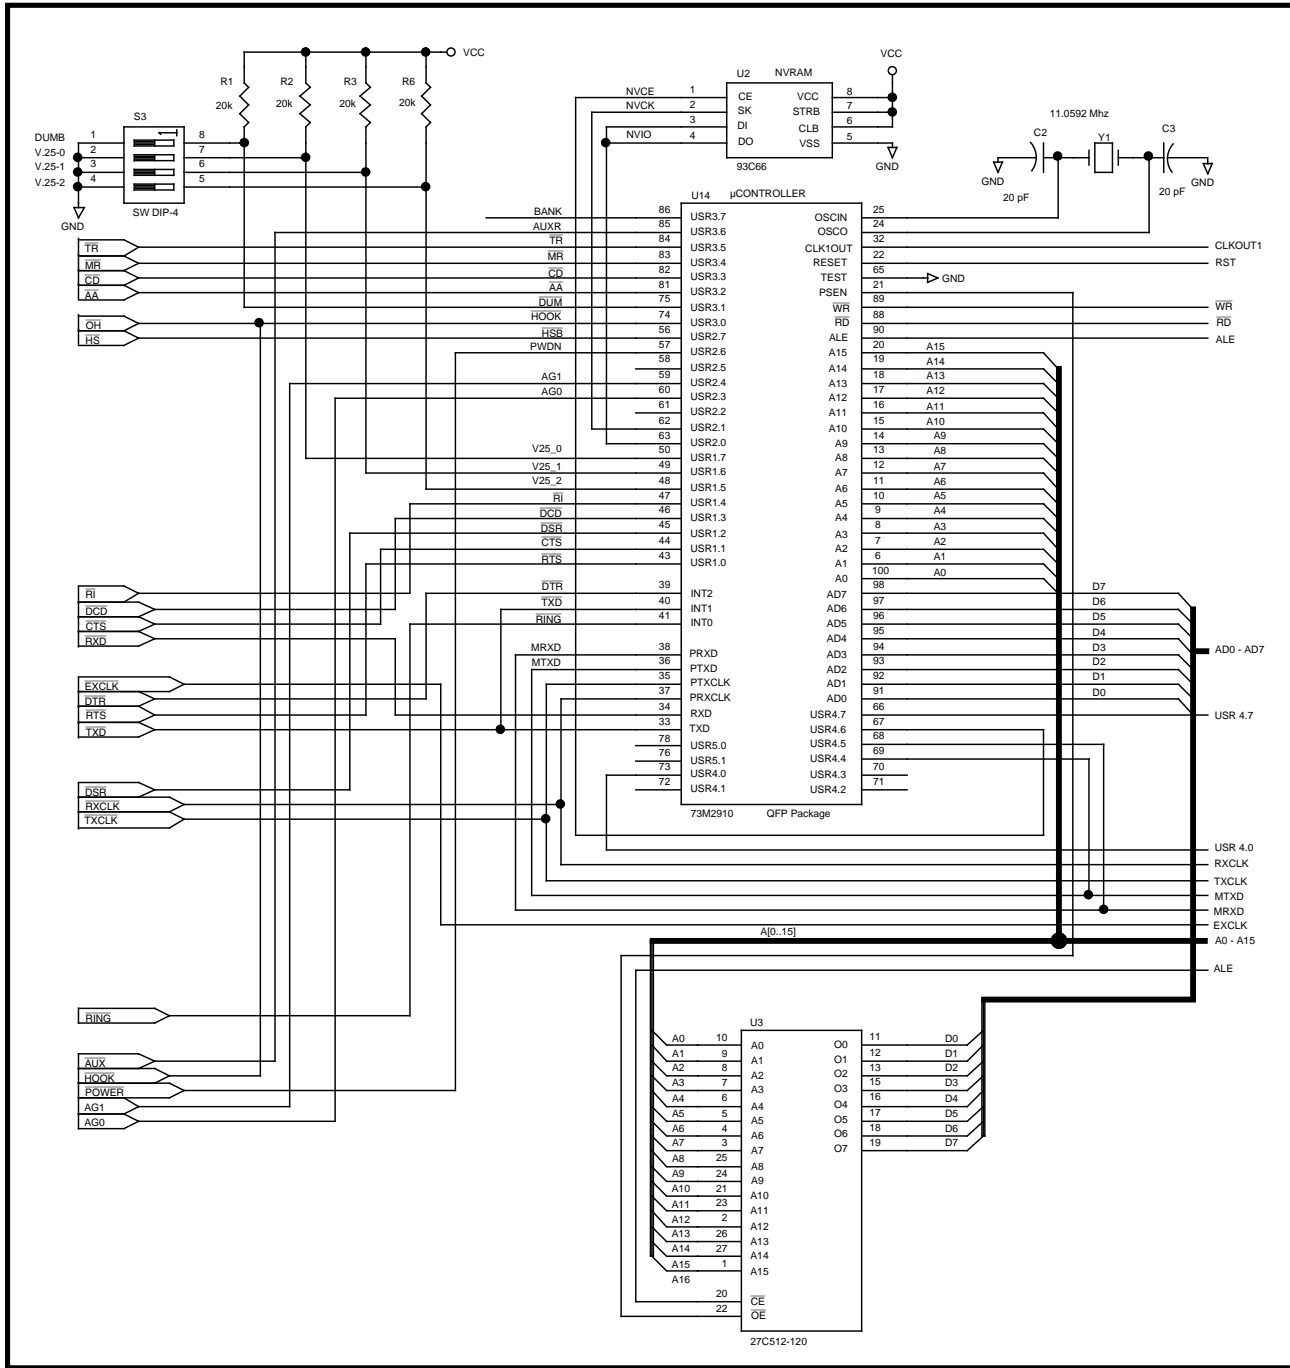 VCC
R1
R2
R3
R6
20k
20k
20k
20k
S3
DUMB 1 8
V.25-0 2 7
V.25-1 3 6
V.25-2 4 5
SW DIP-4
GND
U2 NVRAM
VCC
NVCE 1 CE VCC 8
NVCK 2 SK STRB 7
3 DI CLB 6
NVIO 4 DO VSS 5
93C66
GND
11.0592 Mhz
C2 Y1 C3
GND
20 pF
20 pF
GND
U14 µCONTROLLER
BANK 86 USR3.7 OSCIN 25
AUXR 85 USR3.6 OSCO 24
TR TR 84 USR3.5 CLK1OUT 32 CLKOUT1
MR MR 83 USR3.4 RESET 22 RST
CD CD 82 USR3.3 TEST 65 GND
AA AA 81 USR3.2 PSEN 21
DUM 75 USR3.1 WR 89 WR
OH HOOK 74 USR3.0 RD 88 RD
HS HSB 56 USR2.7 ALE 90 ALE
PWDN 57 USR2.6 A15 20 A15
58 USR2.5 A14 19 A14
AG1 59 USR2.4 A13 18 A13
AG0 60 USR2.3 A12 17 A12
61 USR2.2 A11 16 A11
62 USR2.1 A10 15 A10
63 USR2.0 A9 14 A9
V25_0 50 USR1.7 A8 13 A8
V25_1 49 USR1.6 A7 12 A7
V25_2 48 USR1.5 A6 11 A6
RI 47 USR1.4 A5 10 A5
DCD 46 USR1.3 A4 9 A4
DSR 45 USR1.2 A3 8 A3
CTS 44 USR1.1 A2 7 A2
RTS 43 USR1.0 A1 6 A1
A0 100 A0
RI DTR 39 INT2 AD7 98 D7
DCD TXD 40 INT1 AD6 97 D6
CTS RING 41 INT0 AD5 96 D5
RXD AD4 95 D4
MRXD 38 PRXD AD3 94 D3 AD0 - AD7
MTXD 36 PTXD AD2 93 D2
EXCLK 35 PTXCLK AD1 92 D1
DTR 37 PRXCLK AD0 91 D0
RTS 34 RXD USR4.7 66 USR 4.7
TXD 33 TXD USR4.6 67
78 USR5.0 USR4.5 68
76 USR5.1 USR4.4 69
73 USR4.0 USR4.3 70
DSR 72 USR4.1 USR4.2 71
RXCLK
TXCLK
73M2910 QFP Package
USR 4.0
RXCLK
TXCLK
MTXD
MRXD
EXCLK
A[0..15] A0 - A15
ALE
RING
U3
A0 10 A0 O0 11 D0
A1 9 A1 O1 12 D1
A2 8 A2 O2 13 D2
A3 7 A3 O3 15 D3
A4 6 A4 O4 16 D4
A5 5 A5 O5 17 D5
A6 4 A6 O6 18 D6
A7 3 A7 O7 19 D7
AUX
HOOK
POWER
AG1
AG0
A8 25 A8
A9 24 A9
A10 21 A10
A11 23 A11
A12 2 A12
A13 26 A13
A14 27 A14
A15 1 A15
A16
20 CE
22 OE
27C512-120